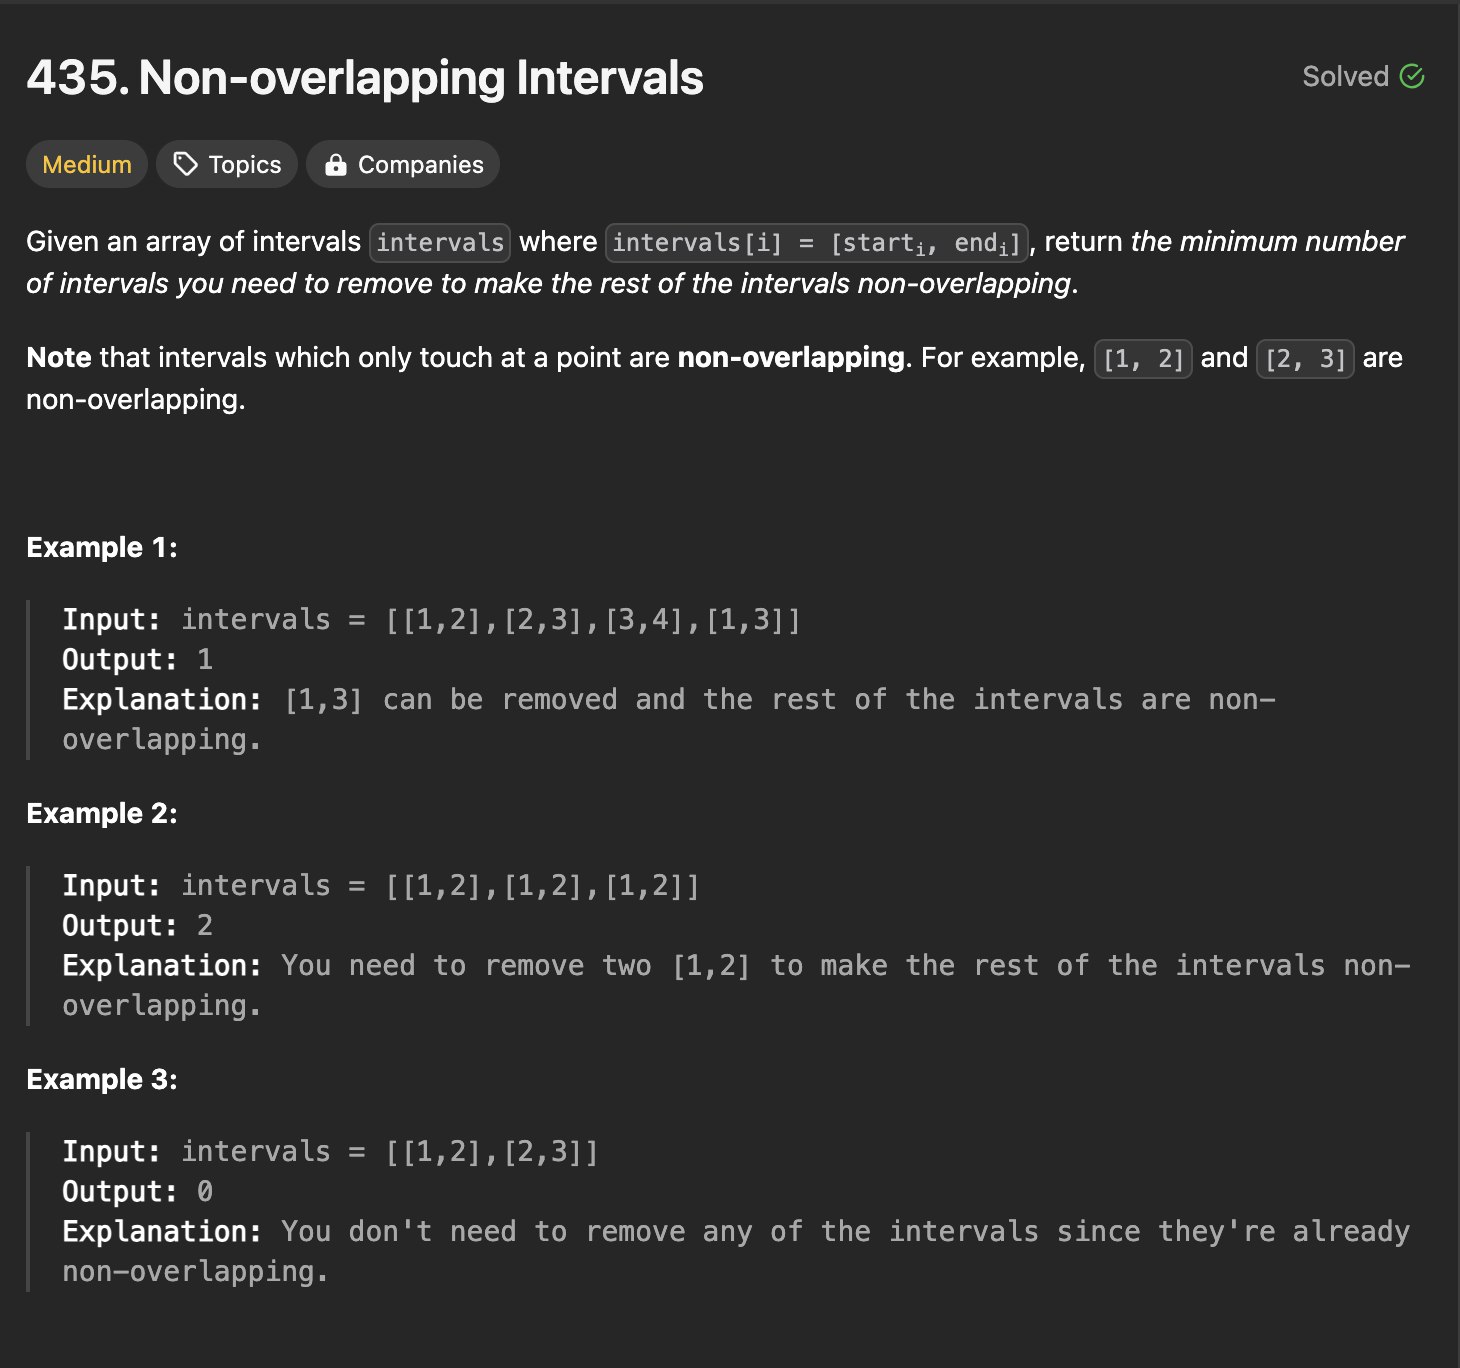 435. Non-overlapping Intervals
Solved
Medium Topics Companies
Given an array of intervals intervals where intervals[i] = [starti, endi], return the minimum number
of intervals you need to remove to make the rest of the intervals non-overlapping.
Note that intervals which only touch at a point are non-overlapping. For example, [1, 2] and [2, 3] are
non-overlapping.
Example 1:
Input: intervals = [[1,2],[2,3],[3,4],[1,3]]
Output: 1
Explanation: [1,3] can be removed and the rest of the intervals are non-
overlapping.
Example 2:
Input: intervals = [[1,2],[1,2],[1,2]]
Output: 2
Explanation: You need to remove two [1,2] to make the rest of the intervals non-
overlapping.
Example 3:
Input: intervals = [[1,2],[2,3]]
Output: 0
Explanation: You don't need to remove any of the intervals since they're already
non-overlapping.